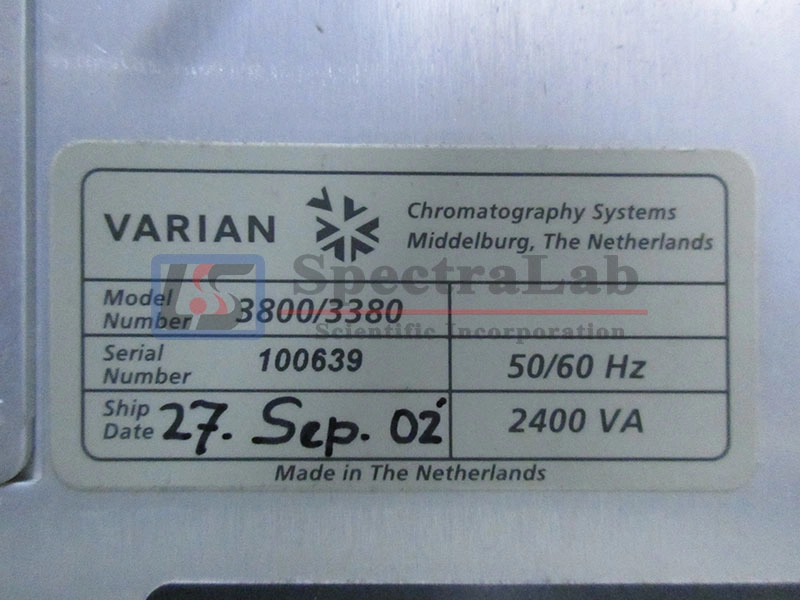 VARIAN
Chromatography Systems
Middelburg, The Netherlands
LS SpectraLab
Scientific Incorporation
Model Number 3800/3380
Serial Number 100639
50/60 Hz
Ship Date 27. Sep. 02'
2400 VA
Made in The Netherlands